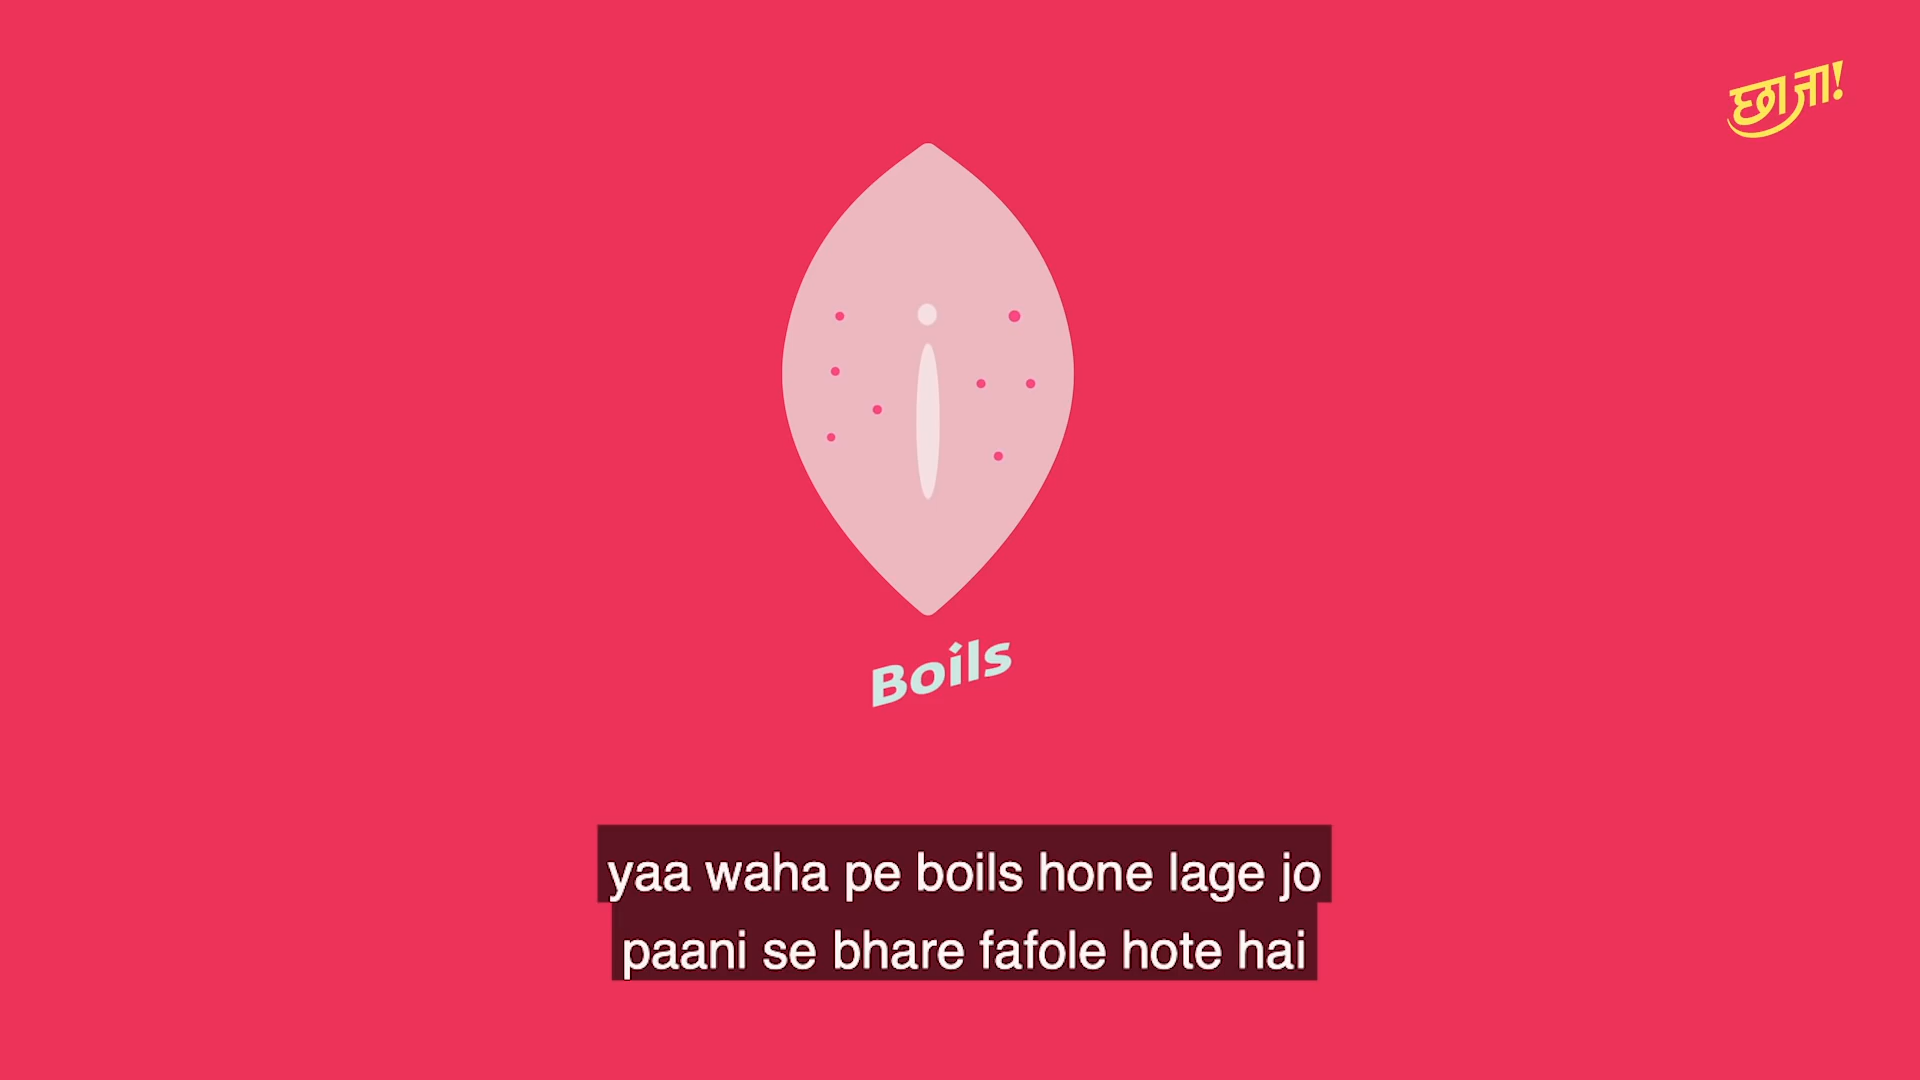 छा जा!
Boils
yaa waha pe boils hone lage jo
paani se bhare fafole hote hai